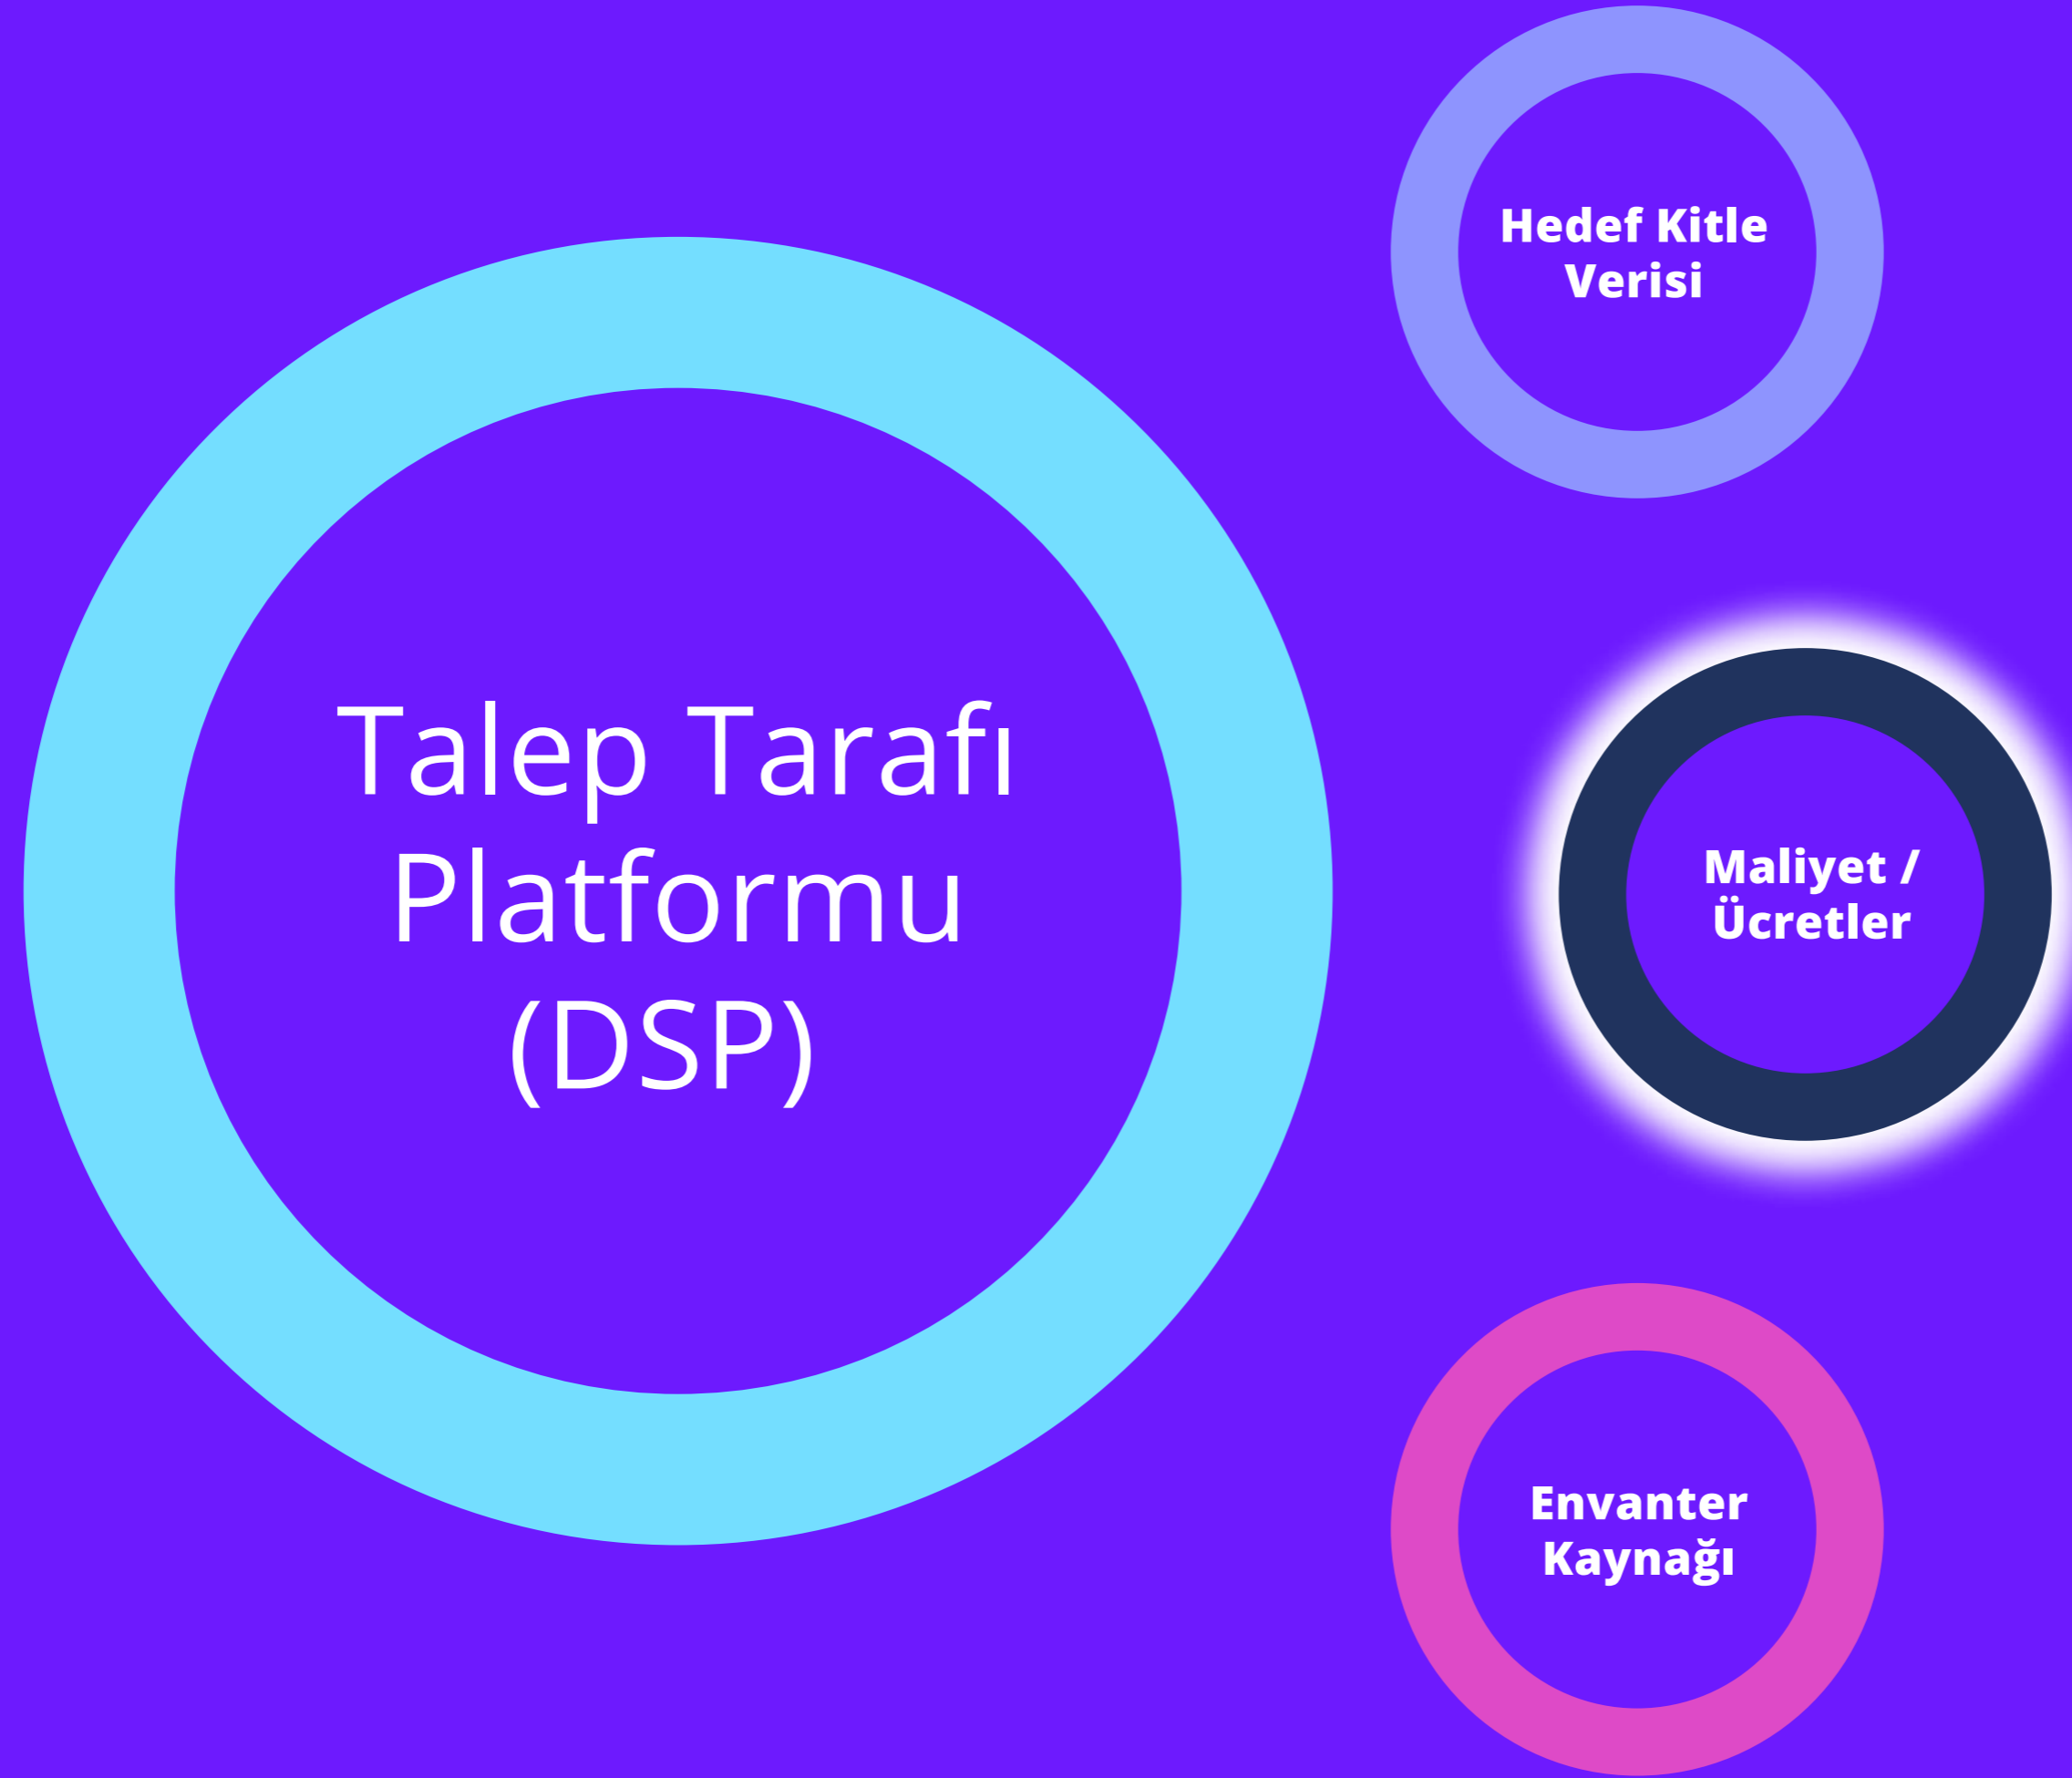 Talep Tarafı
Platformu
(DSP)
Hedef Kitle
Verisi
Maliyet /
Ücretler
Envanter
Kaynağı